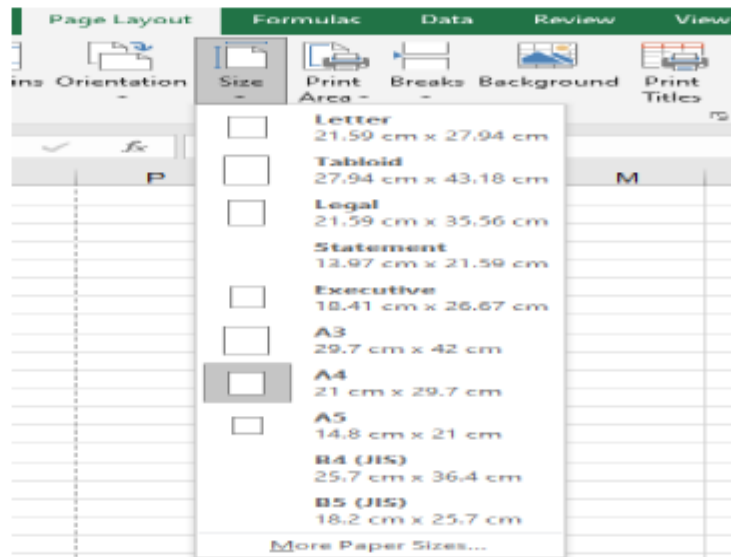 Page Layout Formulas Data Review View
ins Orientation Size Print Area Breaks Background Print Titles
fx
P M
Letter
21.59 cm x 27.94 cm
Tabloid
27.94 cm x 43.18 cm
Legal
21.59 cm x 35.56 cm
Statement
13.97 cm x 21.59 cm
Executive
18.41 cm x 26.67 cm
A3
29.7 cm x 42 cm
A4
21 cm x 29.7 cm
A5
14.8 cm x 21 cm
B4 (JIS)
25.7 cm x 36.4 cm
B5 (JIS)
18.2 cm x 25.7 cm
More Paper Sizes...